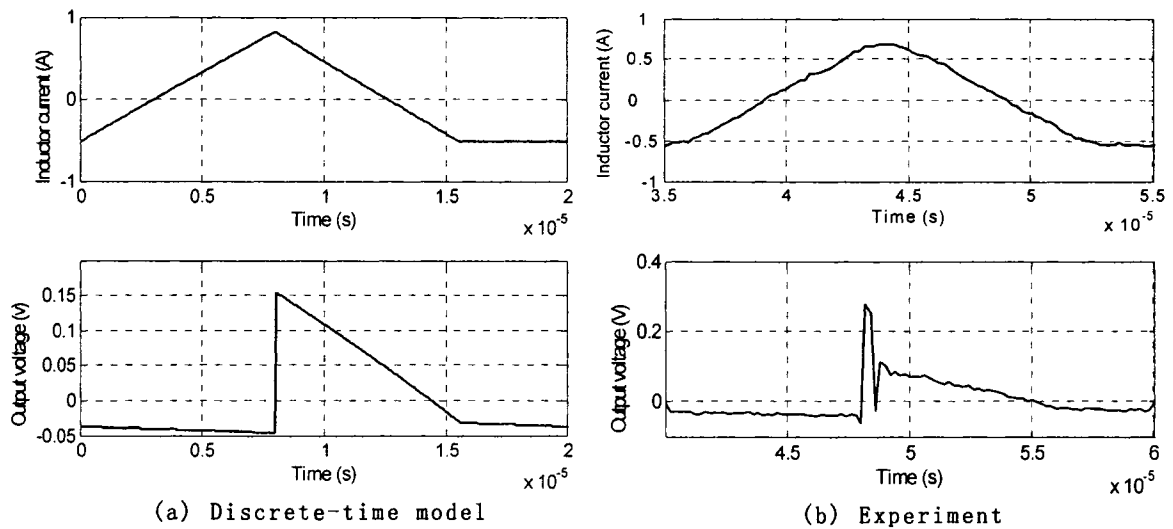 1
0
-1
Inductor current (A)
0
0.5
1
1.5
2
Time (s)
x 10⁻⁵
1
0.5
0
-0.5
-1
Inductor current (A)
3.5
4
4.5
5
5.5
Time (s)
x 10⁻⁵
0.15
0.1
0.05
0
-0.05
Output voltage (v)
0
0.5
1
1.5
2
Time (s)
x 10⁻⁵
0.4
0.2
0
Output voltage (V)
4.5
5
5.5
6
Time (s)
x 10⁻⁵
(a) Discrete-time model
(b) Experiment